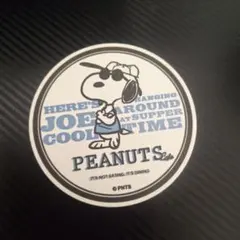 HERE'S
JOE
COOL
HANGING
AROUND
AT SUPPER
TIME
PEANUTS
© PNTS